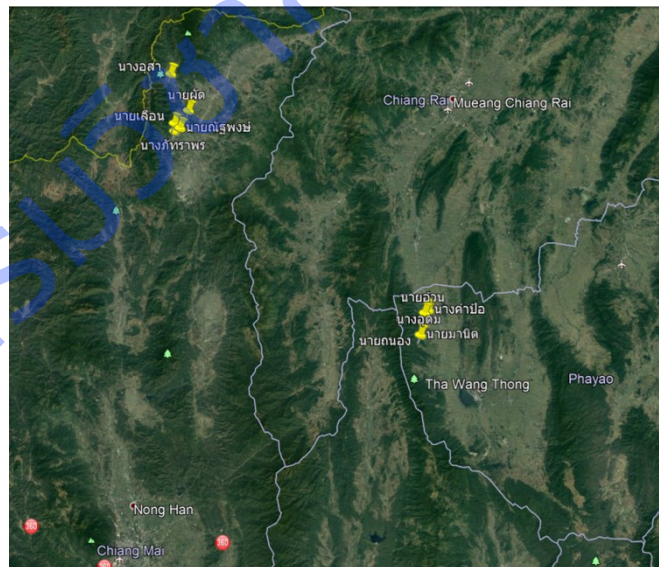 นางอุสา
นายผัด
นายเลื่อน
นายณัฐพงษ์
นางภัทราพร
Chiang Rai
Mueang Chiang Rai
นายอ้วน
นางคำป้อ
นางอุดม
นายถนอง
นายมานิต
Tha Wang Thong
Phayao
Nong Han
Chiang Mai
360
360